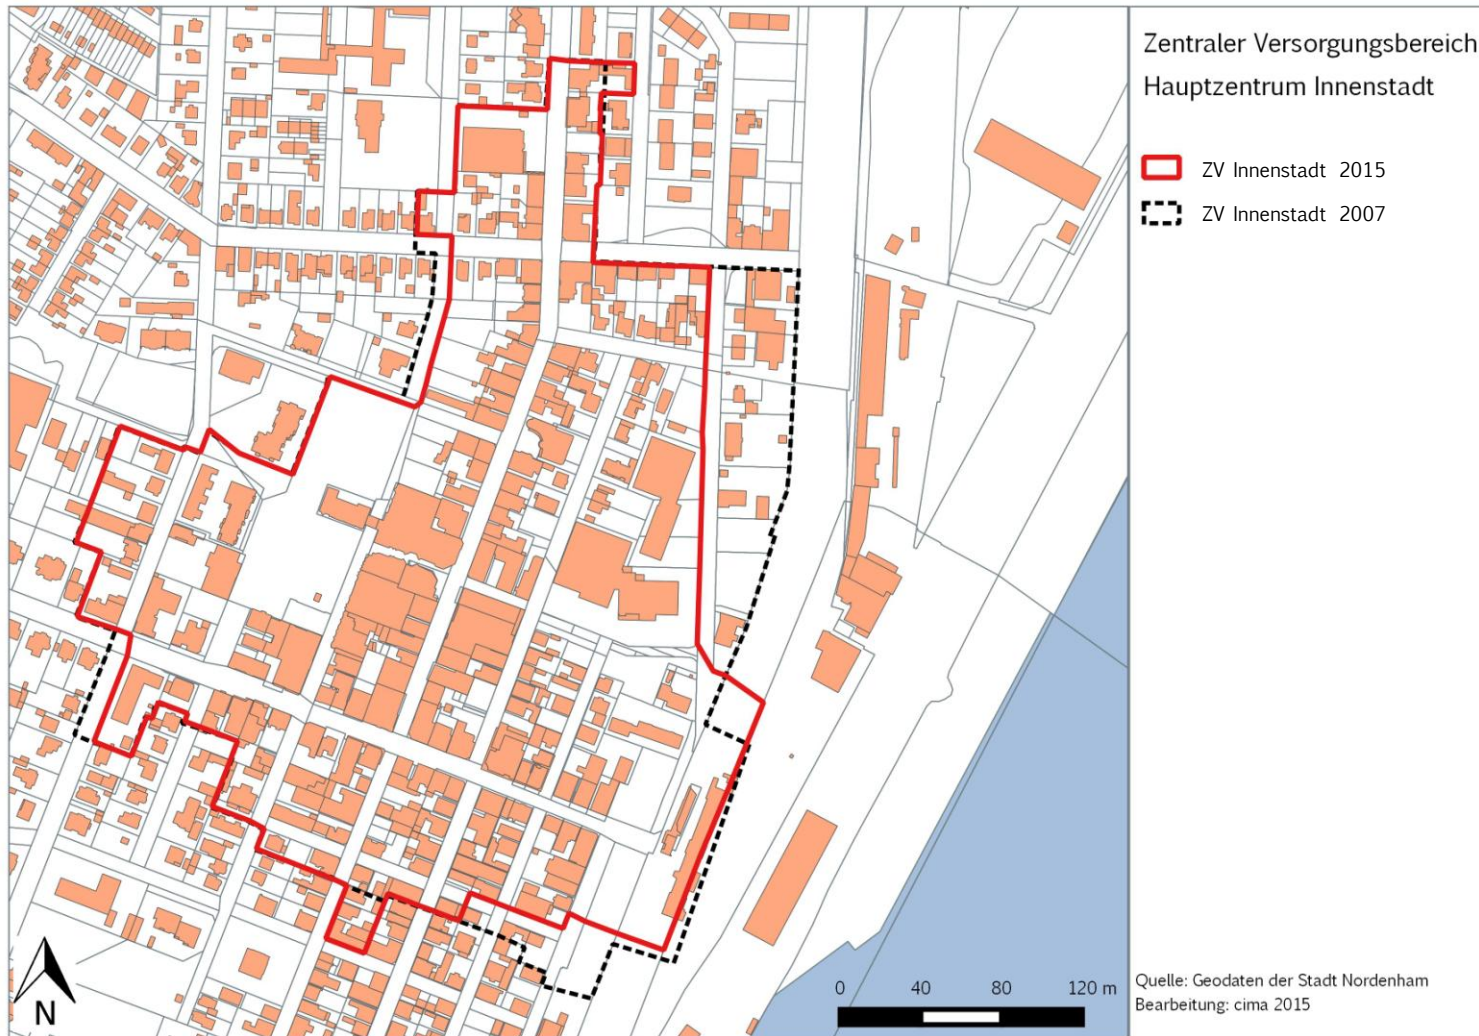 Zentraler Versorgungsbereich
Hauptzentrum Innenstadt
ZV Innenstadt 2015
ZV Innenstadt 2007
N
0 40 80 120 m
Quelle: Geodaten der Stadt Nordenham
Bearbeitung: cima 2015